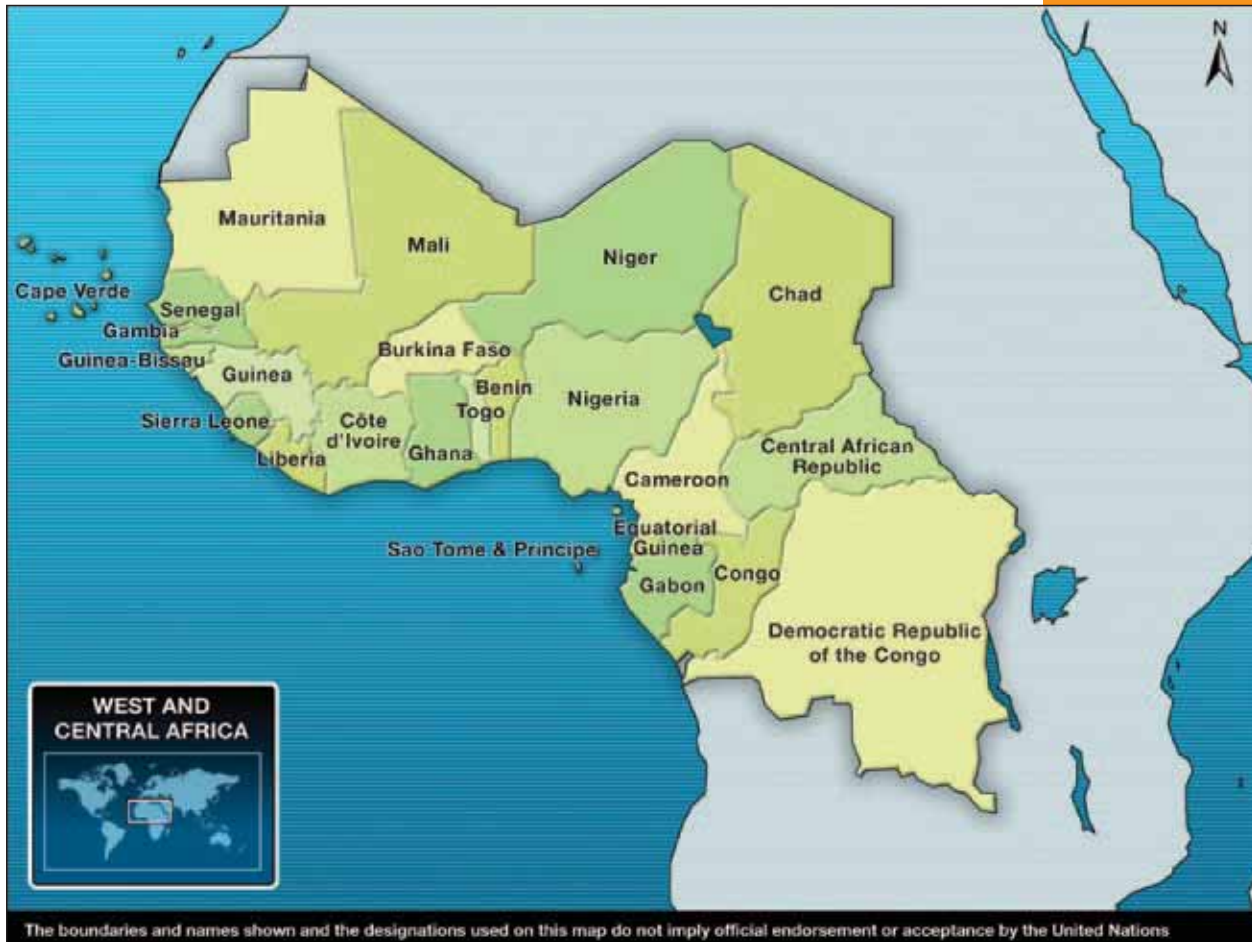 N
Mauritania
Mali
Niger
Chad
Cape Verde
Senegal
Gambia
Guinea-Bissau
Burkina Faso
Guinea
Benin
Togo
Nigeria
Sierra Leone
Côte
d'Ivoire
Ghana
Liberia
Central African
Republic
Cameroon
Equatorial
Guinea
Sao Tome & Principe
Gabon
Congo
Democratic Republic
of the Congo
WEST AND
CENTRAL AFRICA
The boundaries and names shown and the designations used on this map do not imply official endorsement or acceptance by the United Nations